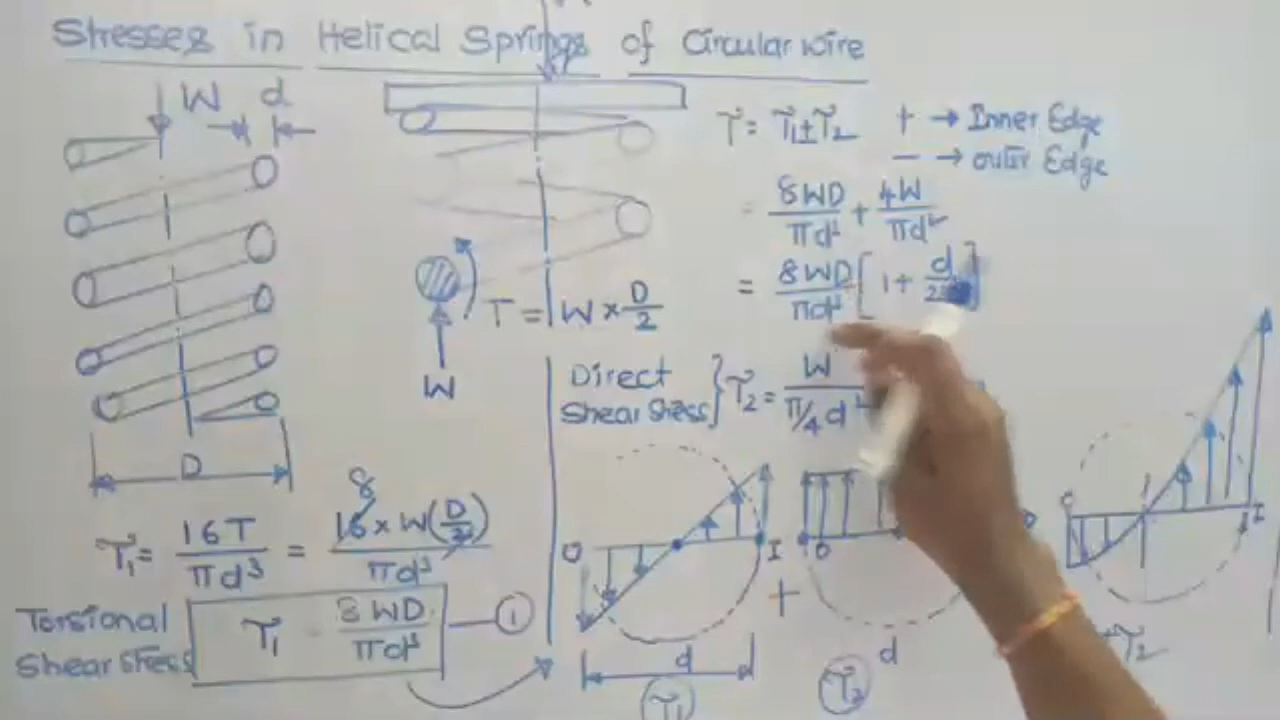 Stresses in Helical Springs of Circular wire
W d
D
T = W × D/2
W
τ₁ = 16T/πd³ = 16 8 × W(D/2)/πd³
Torsional
Shear Stress
τ₁ = 8WD/πd³ — ①
τ = τ₁ ± τ₂ + → Inner Edge
− → outer Edge
= 8WD/πd³ + 4W/πd²
= 8WD/πd³ [1 + d/2
Direct
Shear Stress } τ₂ = W/π/4 d²
O I + O O I
d d
τ₁ τ₂ +τ₂